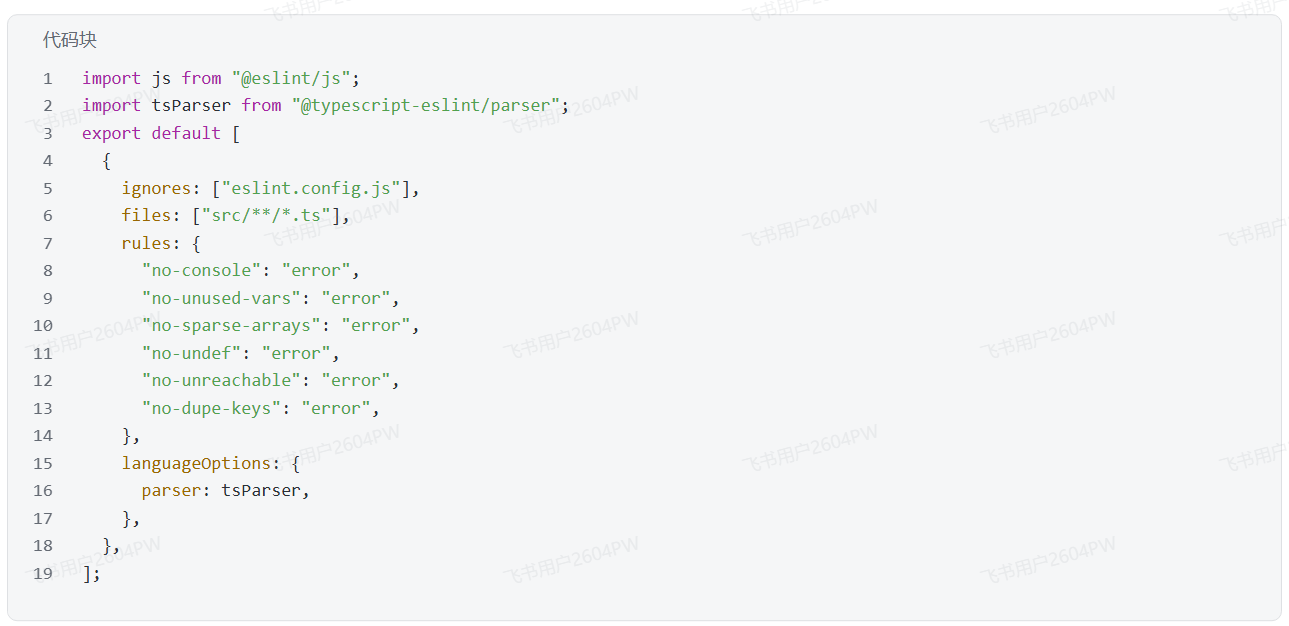 代码块
1 import js from "@eslint/js";
2 import tsParser from "@typescript-eslint/parser";
3 export default [
4   {
5     ignores: ["eslint.config.js"],
6     files: ["src/**/*.ts"],
7     rules: {
8       "no-console": "error",
9       "no-unused-vars": "error",
10       "no-sparse-arrays": "error",
11       "no-undef": "error",
12       "no-unreachable": "error",
13       "no-dupe-keys": "error",
14     },
15     languageOptions: {
16       parser: tsParser,
17     },
18   },
19 ];
飞书用户2604PW